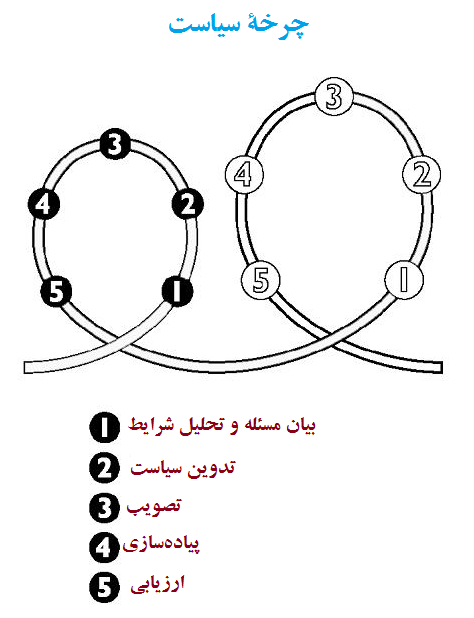 چرخهٔ سیاست
3
3
4
2
4
2
5
1
5
1
1 بیان مسئله و تحلیل شرایط
2 تدوین سیاست
3 تصویب
4 پیاده‌سازی
5 ارزیابی